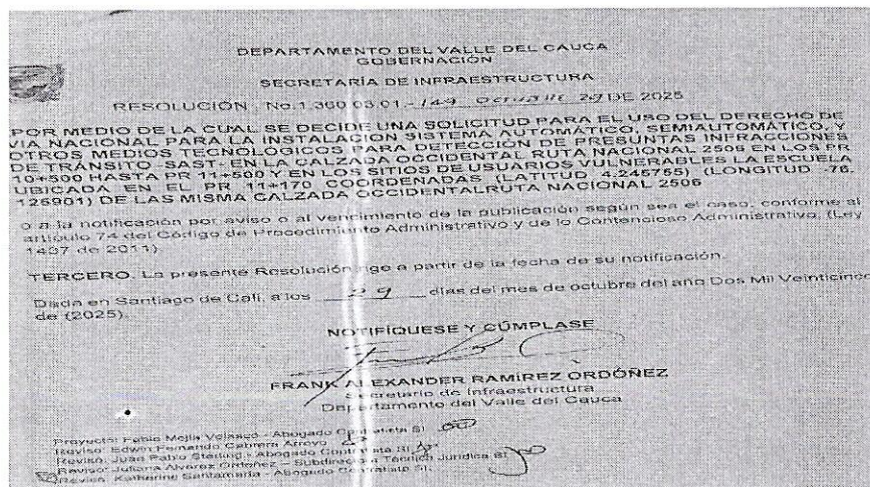 DEPARTAMENTO DEL VALLE DEL CAUCA
GOBERNACIÓN
SECRETARÍA DE INFRAESTRUCTURA
RESOLUCIÓN No.1.360.03.01.-149 octubre 29 DE 2025
POR MEDIO DE LA CUAL SE DECIDE UNA SOLICITUD PARA EL USO DEL DERECHO DE
VIA NACIONAL PARA LA INSTALACIÓN SISTEMA AUTOMÁTICO, SEMIAUTOMÁTICO, Y
OTROS MEDIOS TECNOLÓGICOS PARA DETECCIÓN DE PRESUNTAS INFRACCIONES
DE TRÁNSITO -SAST- EN LA CALZADA OCCIDENTAL RUTA NACIONAL 2506 EN LOS PR
10+500 HASTA PR 11+500 Y EN LOS SITIOS DE USUARIOS VULNERABLES LA ESCUELA
UBICADA EN EL PR 11+170 COORDENADAS (LATITUD 4.245755) (LONGITUD -76.
125901) DE LAS MISMA CALZADA OCCIDENTALRUTA NACIONAL 2506
o a la notificación por aviso o al vencimiento de la publicación según sea el caso, conforme al
artículo 74 del Código de Procedimiento Administrativo y de lo Contencioso Administrativo. (Ley
1437 de 2011).
TERCERO. La presente Resolución rige a partir de la fecha de su notificación.
Dada en Santiago de Cali, a los 29 días del mes de octubre del año Dos Mil Veinticinco
de (2025).
NOTIFÍQUESE Y CÚMPLASE
FRANK ALEXANDER RAMÍREZ ORDÓÑEZ
Secretario de Infraestructura
Departamento del Valle del Cauca
Proyectó: Fabio Mejía Velasco - Abogado Contratista SI
Revisó: Edwin Fernando Cabrera Arroyo
Revisó: Juan Pablo Sterling - Abogado Contratista SI
Revisó: Juliana Alvarez Ordoñez - Subdirectora Técnica Jurídica SI
Revisó: Katherine Santamaría - Abogado Contratista SI.